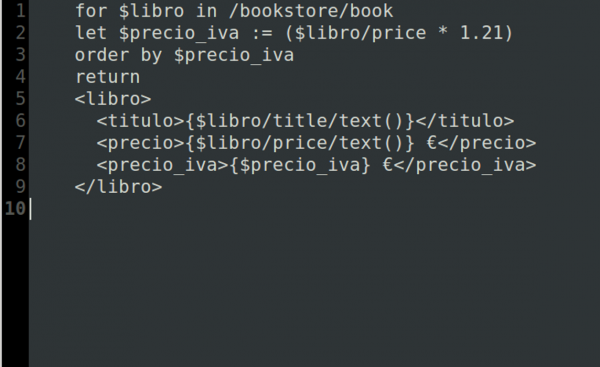 1 for $libro in /bookstore/book
2 let $precio_iva := ($libro/price * 1.21)
3 order by $precio_iva
4 return
5 <libro>
6 <titulo>{$libro/title/text()}</titulo>
7 <precio>{$libro/price/text()} €</precio>
8 <precio_iva>{$precio_iva} €</precio_iva>
9 </libro>
10